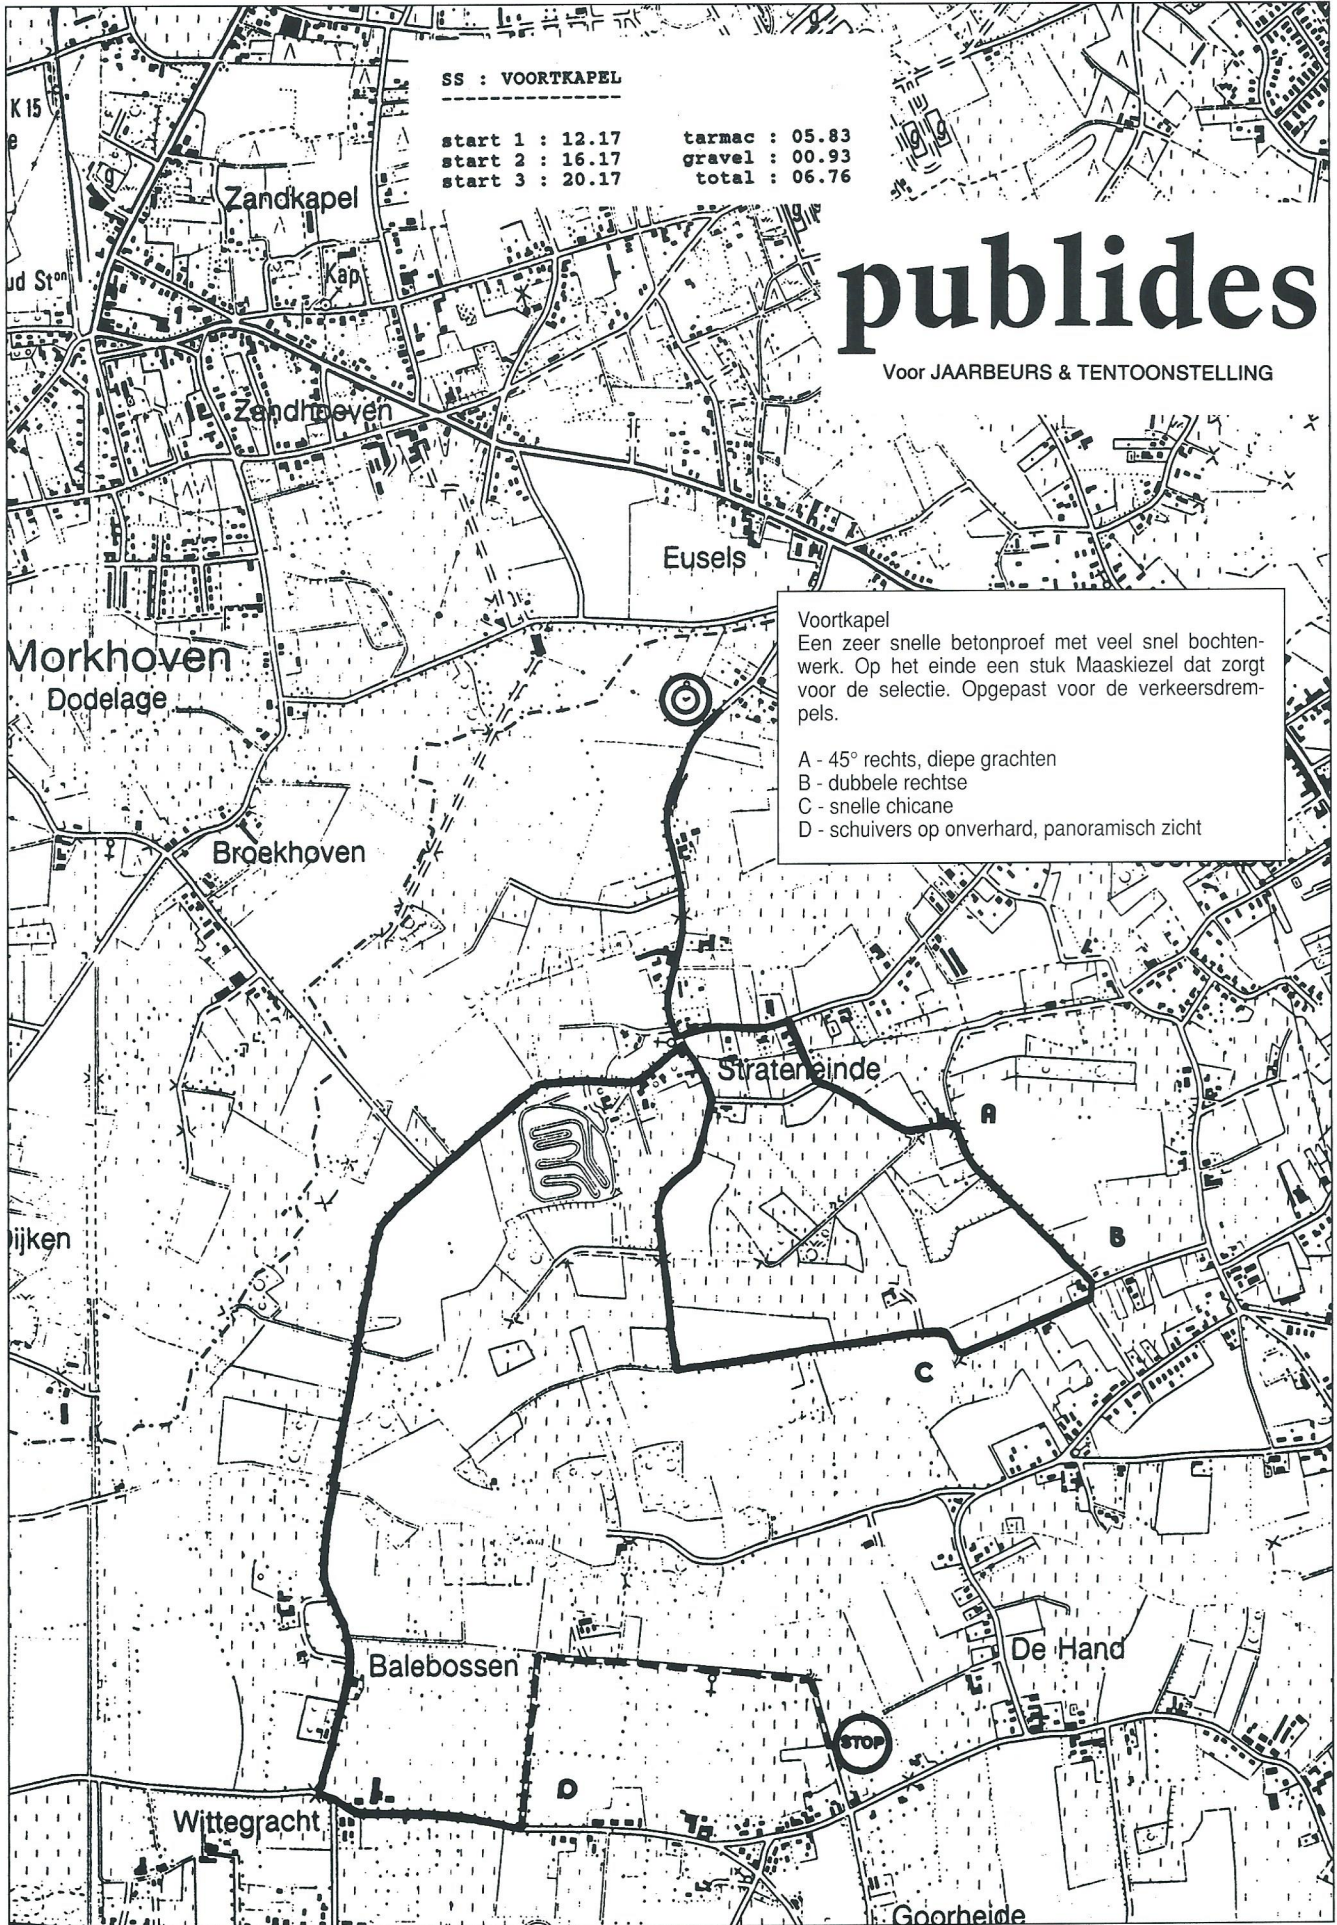 SS : VOORTKAPEL
start 1 : 12.17 tarmac : 05.83
start 2 : 16.17 gravel : 00.93
start 3 : 20.17 total : 06.76
K 15
g
g
g
Zandkapel
Kap
ud Stᵒⁿ
publides
Voor JAARBEURS & TENTOONSTELLING
Zandhoeven
Eusels
Voortkapel
Een zeer snelle betonproef met veel snel bochten-
werk. Op het einde een stuk Maaskiezel dat zorgt
voor de selectie. Opgepast voor de verkeersdrem-
pels.
A - 45° rechts, diepe grachten
B - dubbele rechtse
C - snelle chicane
D - schuivers op onverhard, panoramisch zicht
Morkhoven
Dodelage
Broekhoven
Strateneinde
A
B
ijken
C
Balebossen
De Hand
STOP
D
Wittegracht
Goorheide